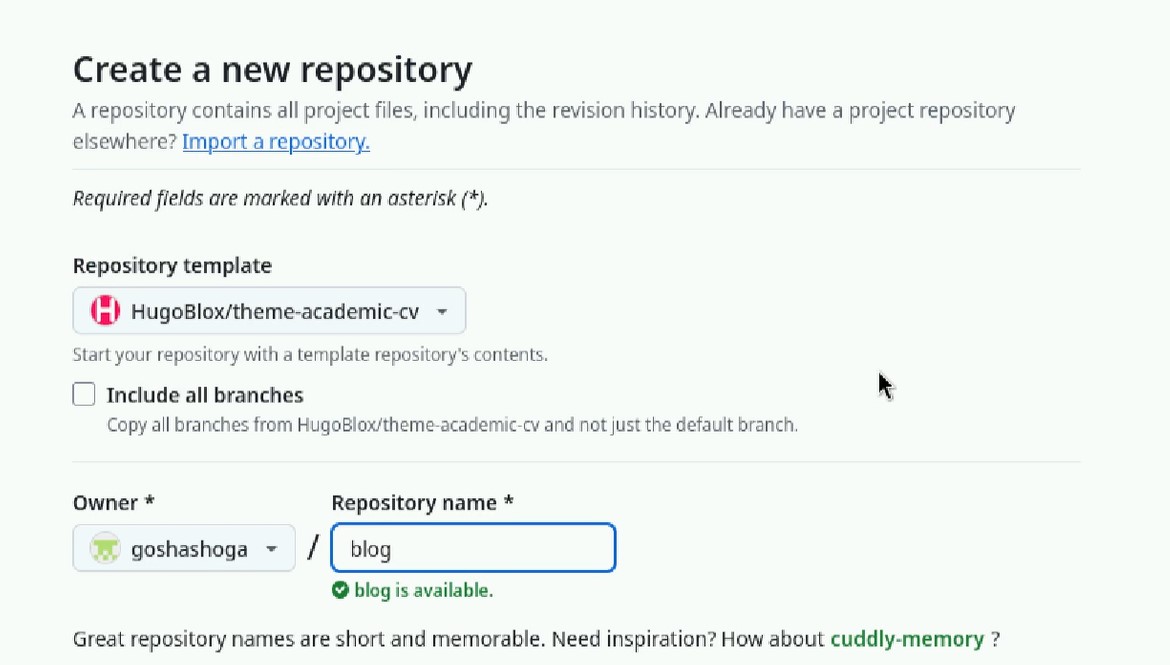 Create a new repository
A repository contains all project files, including the revision history. Already have a project repository
elsewhere? Import a repository.
Required fields are marked with an asterisk (*).
Repository template
HugoBlox/theme-academic-cv
Start your repository with a template repository's contents.
Include all branches
Copy all branches from HugoBlox/theme-academic-cv and not just the default branch.
Owner * Repository name *
goshashoga / blog
blog is available.
Great repository names are short and memorable. Need inspiration? How about cuddly-memory ?